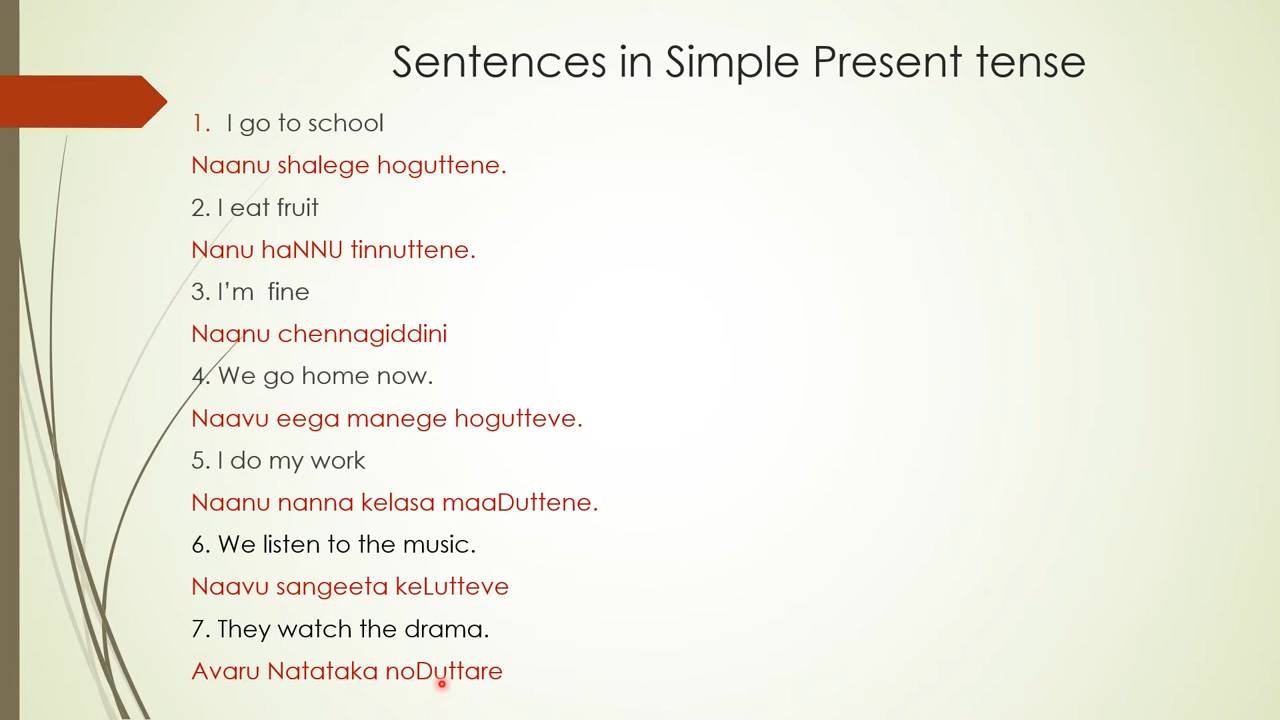 Sentences in Simple Present tense
1. I go to school
Naanu shalege hoguttene.
2. I eat fruit
Nanu haNNU tinnuttene.
3. I’m  fine
Naanu chennagiddini
4. We go home now.
Naavu eega manege hogutteve.
5. I do my work
Naanu nanna kelasa maaDuttene.
6. We listen to the music.
Naavu sangeeta keLutteve
7. They watch the drama.
Avaru Natataka noDuttare